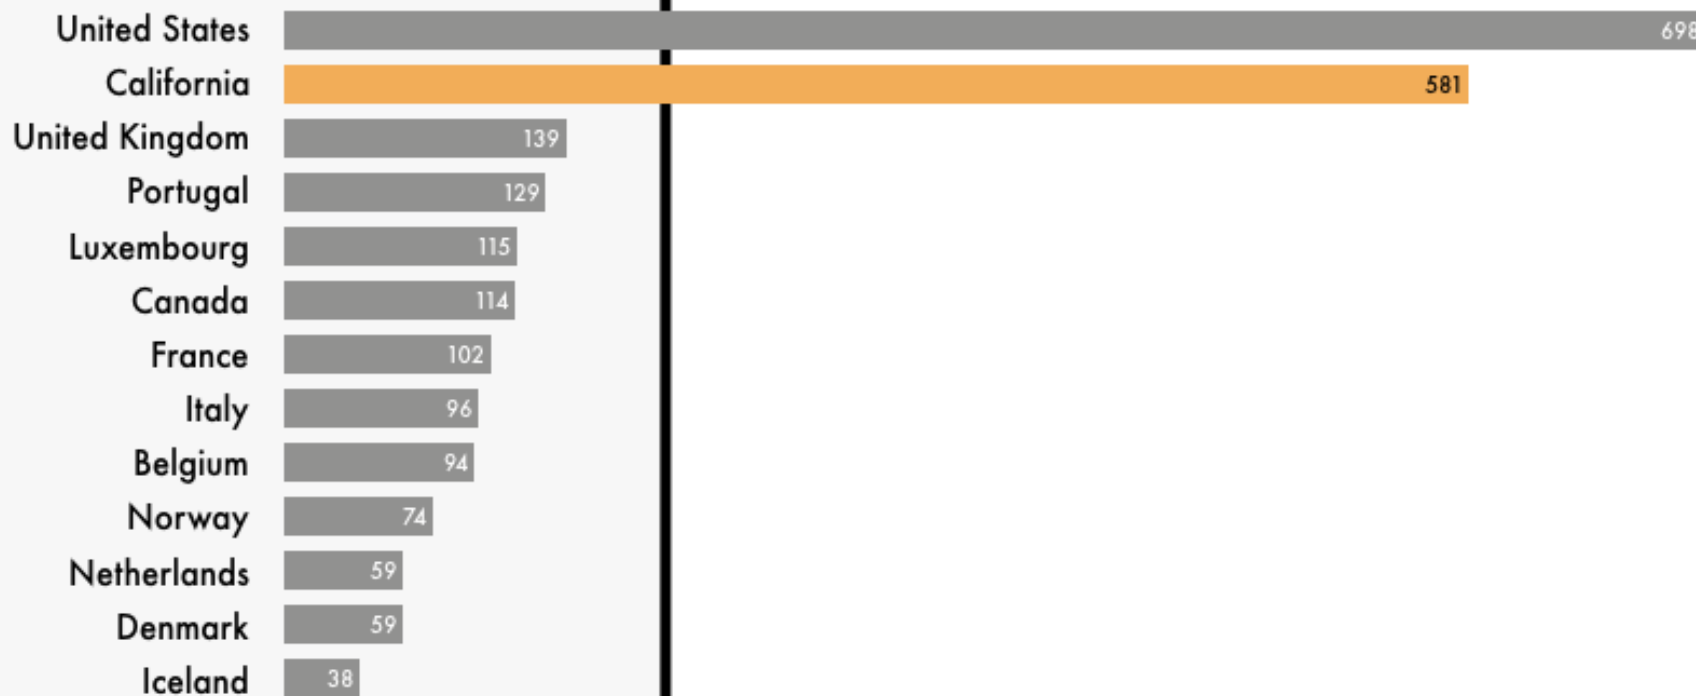 United States 698
California 581
United Kingdom 139
Portugal 129
Luxembourg 115
Canada 114
France 102
Italy 96
Belgium 94
Norway 74
Netherlands 59
Denmark 59
Iceland 38